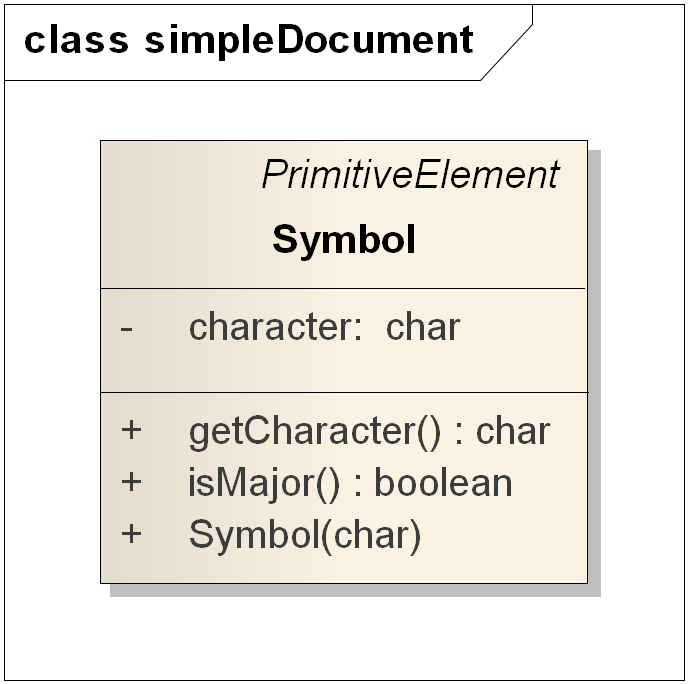 class simpleDocument
PrimitiveElement
Symbol
- character: char
+ getCharacter() : char
+ isMajor() : boolean
+ Symbol(char)